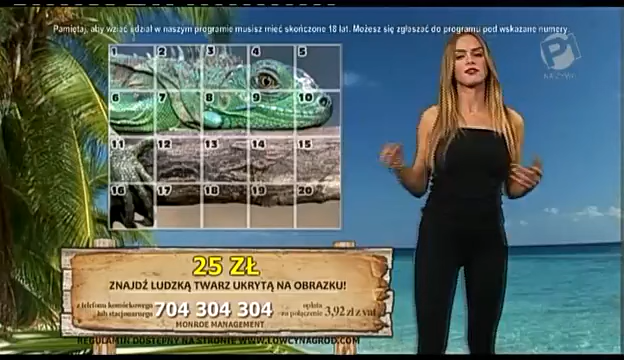 Pamiętaj, aby wziąć udział w naszym programie musisz mieć skończone 18 lat. Możesz się zgłaszać do programu pod wskazane numery
P
NA ŻYWO
1 2 3 4 5
6 7 8 9 10
11 12 13 14 15
16 17 18 19 20
25 ZŁ
ZNAJDŹ LUDZKĄ TWARZ UKRYTĄ NA OBRAZKU!
z telefonu komórkowego
lub stacjonarnego
704 304 304
opłata
za połączenie 3,92 zł z vat
MONROE MANAGEMENT
REGULAMIN DOSTĘPNY NA STRONIE WWW.LOWCYNAGROD.COM